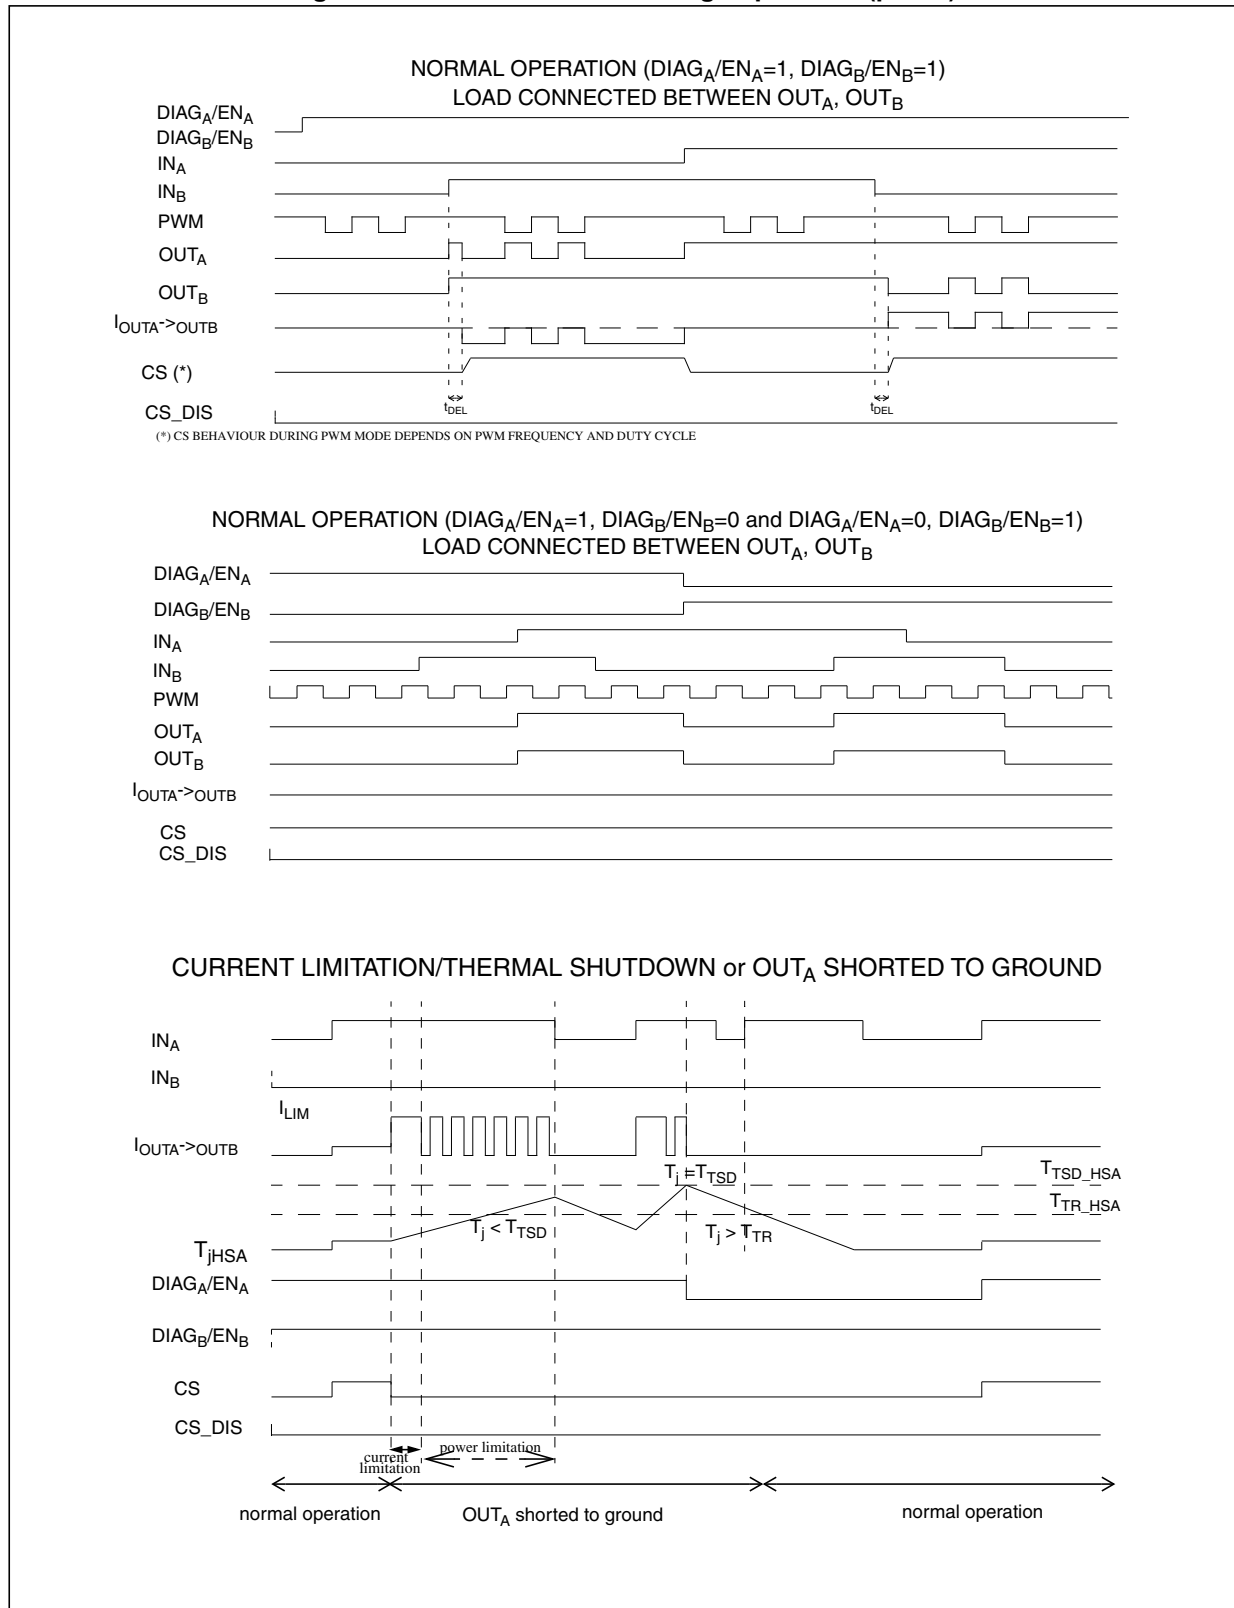 NORMAL OPERATION (DIAGA/ENA=1, DIAGB/ENB=1)
LOAD CONNECTED BETWEEN OUTA, OUTB
DIAGA/ENA
DIAGB/ENB
INA
INB
PWM
OUTA
OUTB
IOUTA->OUTB
CS (*)
tDEL
tDEL
CS_DIS
(*) CS BEHAVIOUR DURING PWM MODE DEPENDS ON PWM FREQUENCY AND DUTY CYCLE
NORMAL OPERATION (DIAGA/ENA=1, DIAGB/ENB=0 and DIAGA/ENA=0, DIAGB/ENB=1)
LOAD CONNECTED BETWEEN OUTA, OUTB
DIAGA/ENA
DIAGB/ENB
INA
INB
PWM
OUTA
OUTB
IOUTA->OUTB
CS
CS_DIS
CURRENT LIMITATION/THERMAL SHUTDOWN or OUTA SHORTED TO GROUND
INA
INB
ILIM
IOUTA->OUTB
Tj =TTSD
TTSD_HSA
TTR_HSA
Tj < TTSD
Tj > TTR
TjHSA
DIAGA/ENA
DIAGB/ENB
CS
CS_DIS
current
limitation
power limitation
normal operation
OUTA shorted to ground
normal operation